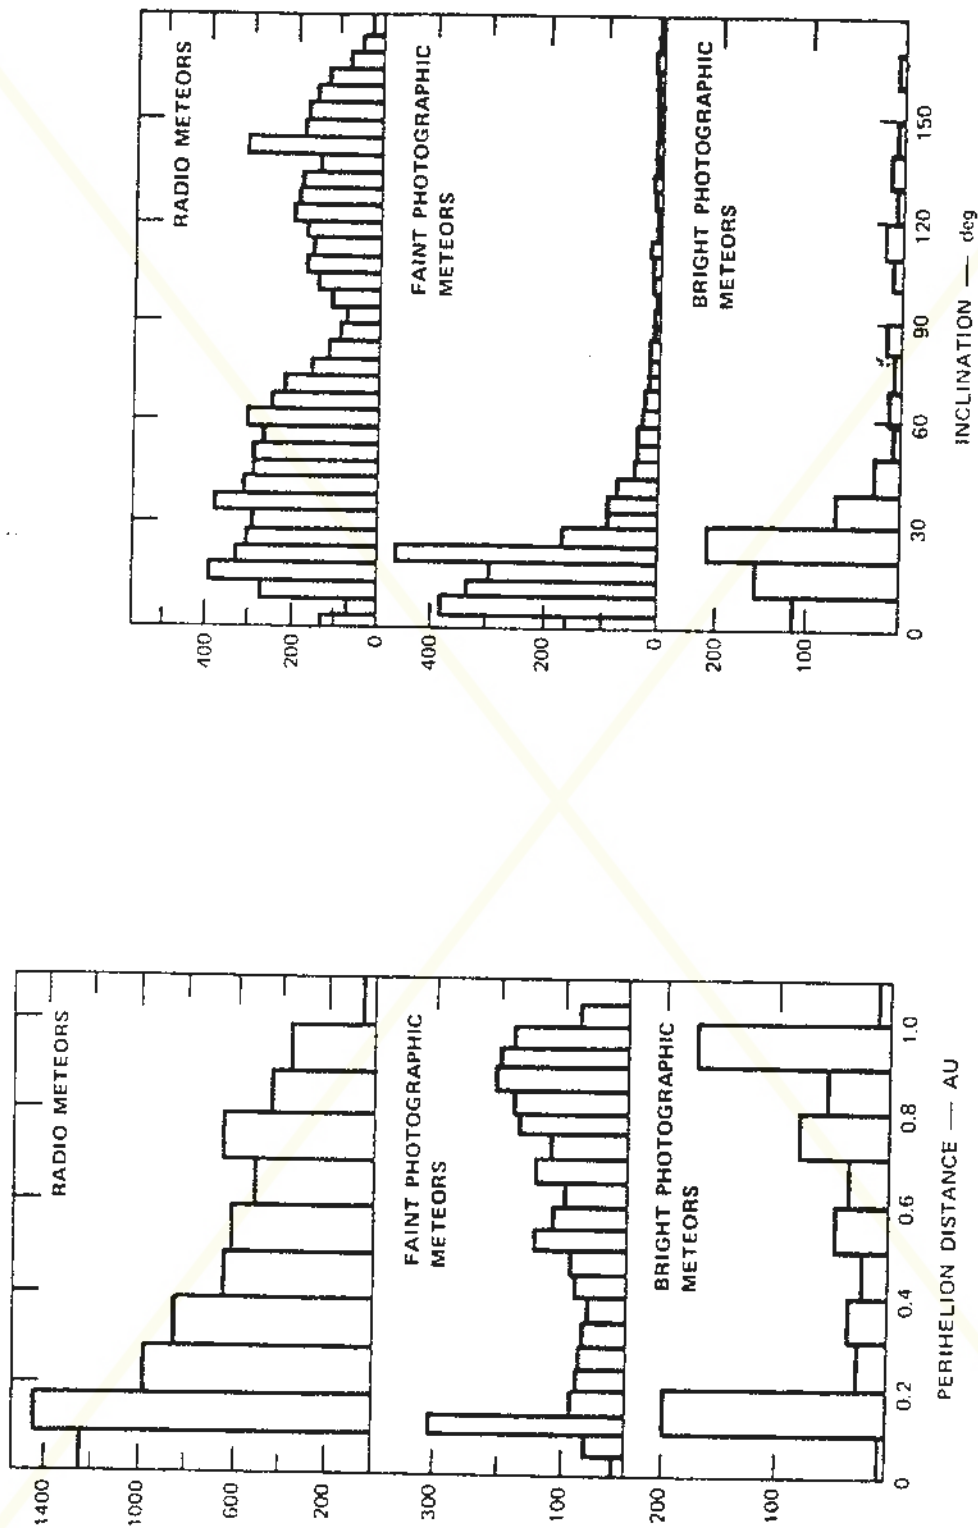 RADIO METEORS
400
200
0
FAINT PHOTOGRAPHIC
METEORS
400
200
0
BRIGHT PHOTOGRAPHIC
METEORS
200
100
0
30
60
90
120
150
INCLINATION — deg
RADIO METEORS
1400
1000
600
200
FAINT PHOTOGRAPHIC
METEORS
300
100
BRIGHT PHOTOGRAPHIC
METEORS
200
100
0
0.2
0.4
0.6
0.8
1.0
PERIHELION DISTANCE — AU